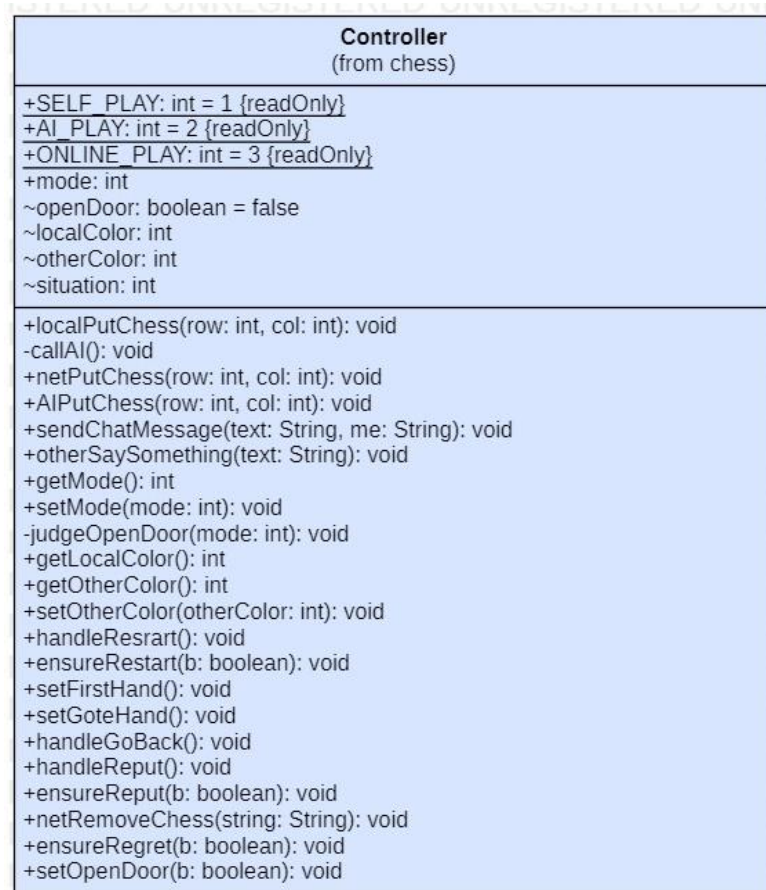 Controller
(from chess)
+SELF_PLAY: int = 1 {readOnly}
+AI_PLAY: int = 2 {readOnly}
+ONLINE_PLAY: int = 3 {readOnly}
+mode: int
~openDoor: boolean = false
~localColor: int
~otherColor: int
~situation: int
+localPutChess(row: int, col: int): void
-callAI(): void
+netPutChess(row: int, col: int): void
+AIPutChess(row: int, col: int): void
+sendChatMessage(text: String, me: String): void
+otherSaySomething(text: String): void
+getMode(): int
+setMode(mode: int): void
-judgeOpenDoor(mode: int): void
+getLocalColor(): int
+getOtherColor(): int
+setOtherColor(otherColor: int): void
+handleResrart(): void
+ensureRestart(b: boolean): void
+setFirstHand(): void
+setGoteHand(): void
+handleGoBack(): void
+handleReput(): void
+ensureReput(b: boolean): void
+netRemoveChess(string: String): void
+ensureRegret(b: boolean): void
+setOpenDoor(b: boolean): void